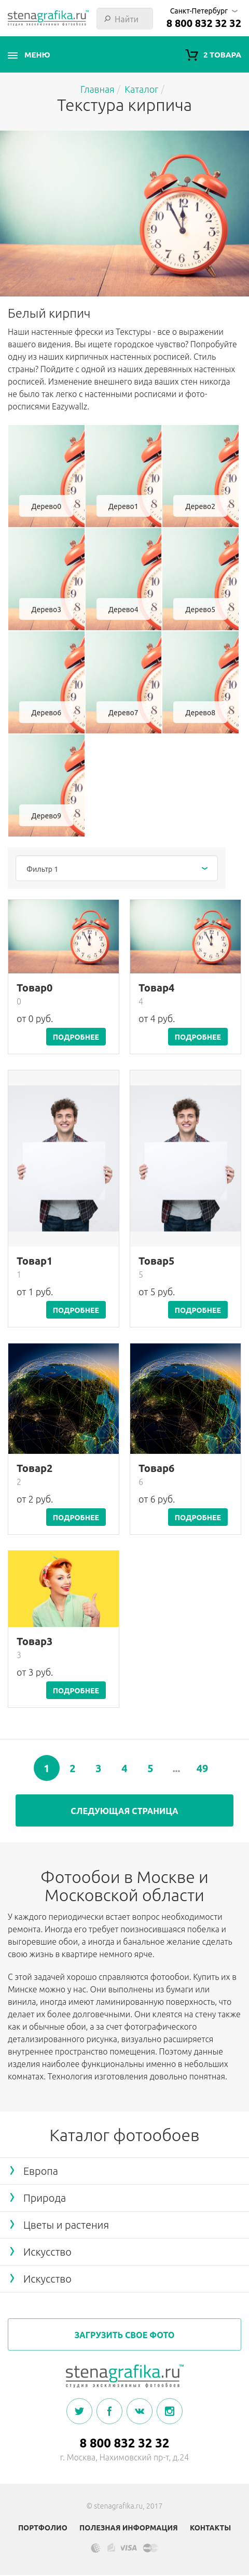 stenagrafika.ru™
студия эксклюзивных фотообоев
Найти
Санкт-Петербург
8 800 832 32 32
МЕНЮ
2 ТОВАРА
Главная / Каталог /
Текстура кирпича
Белый кирпич
Наши настенные фрески из Текстуры - все о выражении
вашего видения. Вы ищете городское чувство? Попробуйте
одну из наших кирпичных настенных росписей. Стиль
страны? Пойдите с одной из наших деревянных настенных
росписей. Изменение внешнего вида ваших стен никогда
не было так легко с настенными росписями и фото-
росписями Eazywallz.
Дерево0
Дерево1
Дерево2
Дерево3
Дерево4
Дерево5
Дерево6
Дерево7
Дерево8
Дерево9
Фильтр 1
Товар0
0
от 0 руб.
ПОДРОБНЕЕ
Товар4
4
от 4 руб.
ПОДРОБНЕЕ
Товар1
1
от 1 руб.
ПОДРОБНЕЕ
Товар5
5
от 5 руб.
ПОДРОБНЕЕ
Товар2
2
от 2 руб.
ПОДРОБНЕЕ
Товар6
6
от 6 руб.
ПОДРОБНЕЕ
Товар3
3
от 3 руб.
ПОДРОБНЕЕ
1 2 3 4 5 ... 49
СЛЕДУЮЩАЯ СТРАНИЦА
Фотообои в Москве и
Московской области
У каждого периодически встает вопрос необходимости
ремонта. Иногда его требует поизносившаяся побелка и
выгоревшие обои, а иногда и банальное желание сделать
свою жизнь в квартире немного ярче.
С этой задачей хорошо справляются фотообои. Купить их в
Минске можно у нас. Они выполнены из бумаги или
винила, иногда имеют ламинированную поверхность, что
делает их более долговечными. Они клеятся на стену также
как и обычные обои, а за счет фотографического
детализированного рисунка, визуально расширяется
внутреннее пространство помещения. Поэтому данные
изделия наиболее функциональны именно в небольших
комнатах. Технология изготовления довольно понятная.
Каталог фотообоев
Европа
Природа
Цветы и растения
Искусство
Искусство
ЗАГРУЗИТЬ СВОЕ ФОТО
stenagrafika.ru™
студия эксклюзивных фотообоев
8 800 832 32 32
г. Москва, Нахимовский пр-т, д.24
© stenagrafika.ru, 2017
ПОРТФОЛИО ПОЛЕЗНАЯ ИНФОРМАЦИЯ КОНТАКТЫ
VISA